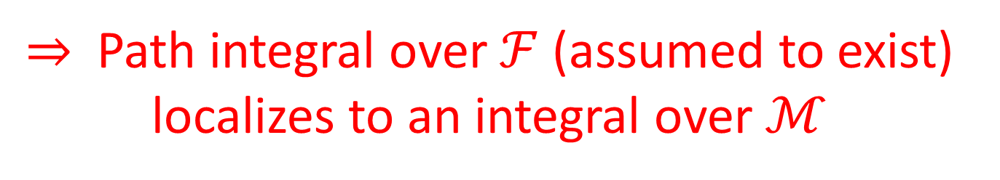 ⇒ Path integral over ℱ (assumed to exist)
localizes to an integral over ℳ